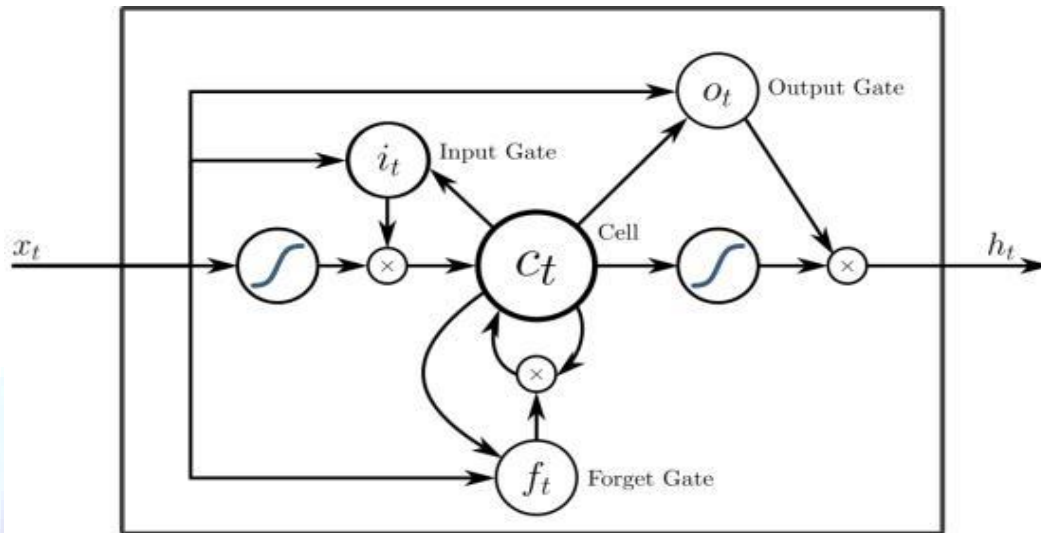 o_t Output Gate
i_t Input Gate
x_t
×
Cell
c_t
×
h_t
×
f_t Forget Gate